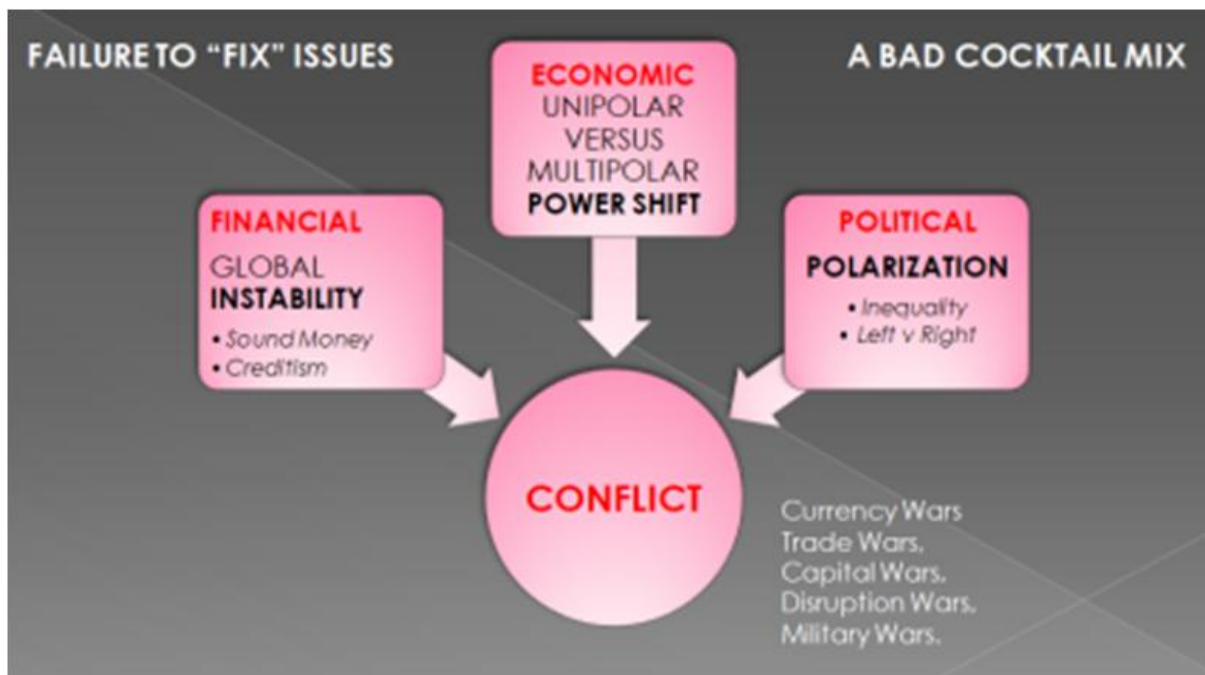 FAILURE TO “FIX” ISSUES
A BAD COCKTAIL MIX
ECONOMIC
UNIPOLAR
VERSUS
MULTIPOLAR
POWER SHIFT
FINANCIAL
GLOBAL
INSTABILITY
• Sound Money
• Creditism
POLITICAL
POLARIZATION
• Inequality
• Left v Right
CONFLICT
Currency Wars
Trade Wars,
Capital Wars,
Disruption Wars,
Military Wars.